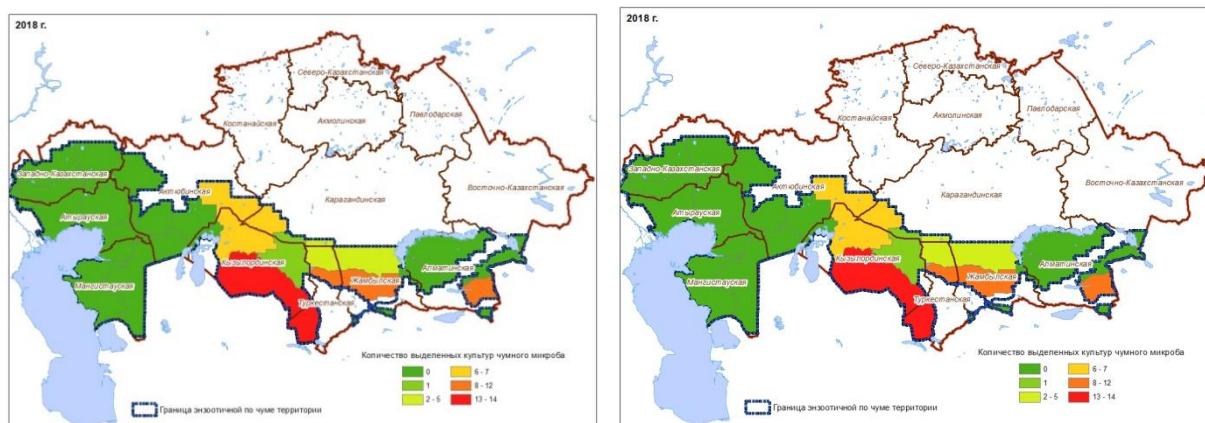 2018 г.
Северо-Казахстанская
Костанайская
Акмолинская
Павлодарская
Западно-Казахстанская
Актюбинская
Карагандинская
Восточно-Казахстанская
Атырауская
Мангистауская
Кызылординская
Жамбылская
Алматинская
Туркестанская
Количество выделенных культур чумного микроба
0
6 - 7
1
8 - 12
2 - 5
13 - 14
Граница энзоотичной по чуме территории
2018 г.
Северо-Казахстанская
Костанайская
Акмолинская
Павлодарская
Западно-Казахстанская
Актюбинская
Карагандинская
Восточно-Казахстанская
Атырауская
Мангистауская
Кызылординская
Жамбылская
Алматинская
Туркестанская
Количество выделенных культур чумного микроба
0
6 - 7
1
8 - 12
2 - 5
13 - 14
Граница энзоотичной по чуме территории